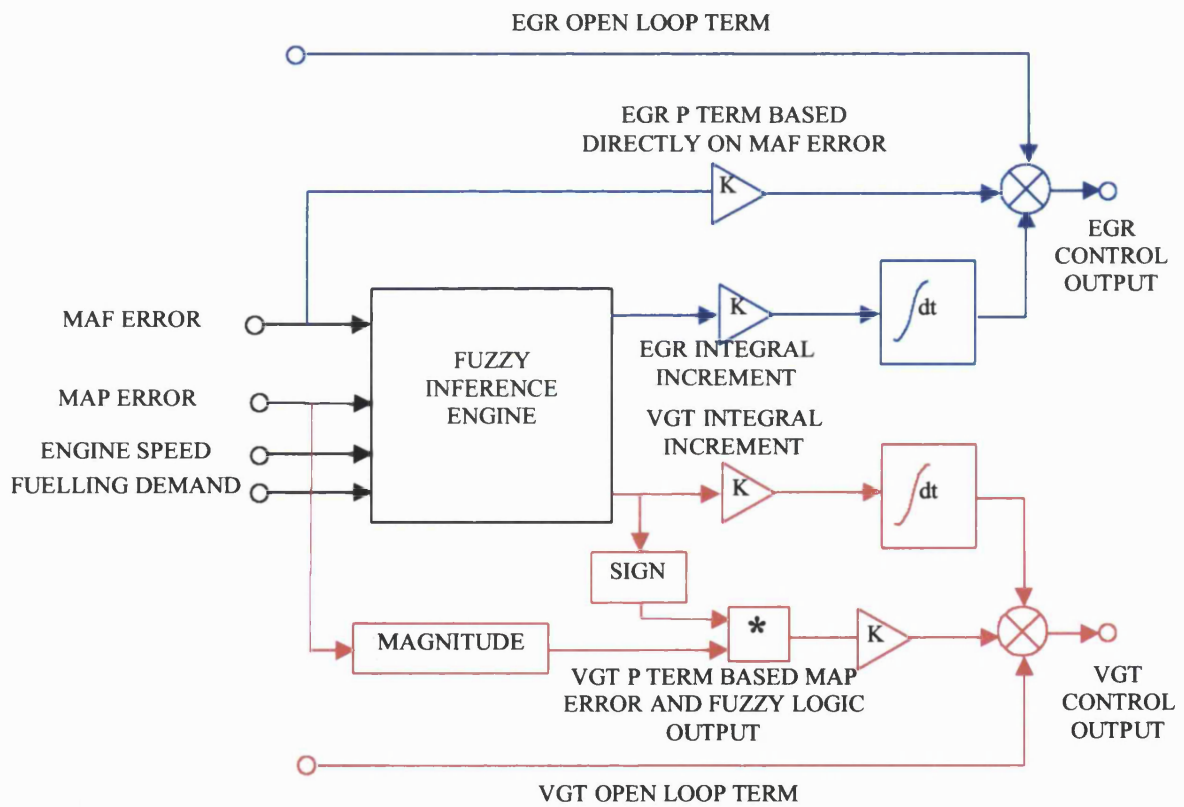 EGR OPEN LOOP TERM
EGR P TERM BASED
DIRECTLY ON MAF ERROR
K
EGR
CONTROL
OUTPUT
MAF ERROR
K
∫dt
EGR INTEGRAL
INCREMENT
FUZZY
INFERENCE
ENGINE
MAP ERROR
VGT INTEGRAL
INCREMENT
ENGINE SPEED
FUELLING DEMAND
K
∫dt
SIGN
*
K
MAGNITUDE
VGT P TERM BASED MAP
ERROR AND FUZZY LOGIC
OUTPUT
VGT
CONTROL
OUTPUT
VGT OPEN LOOP TERM